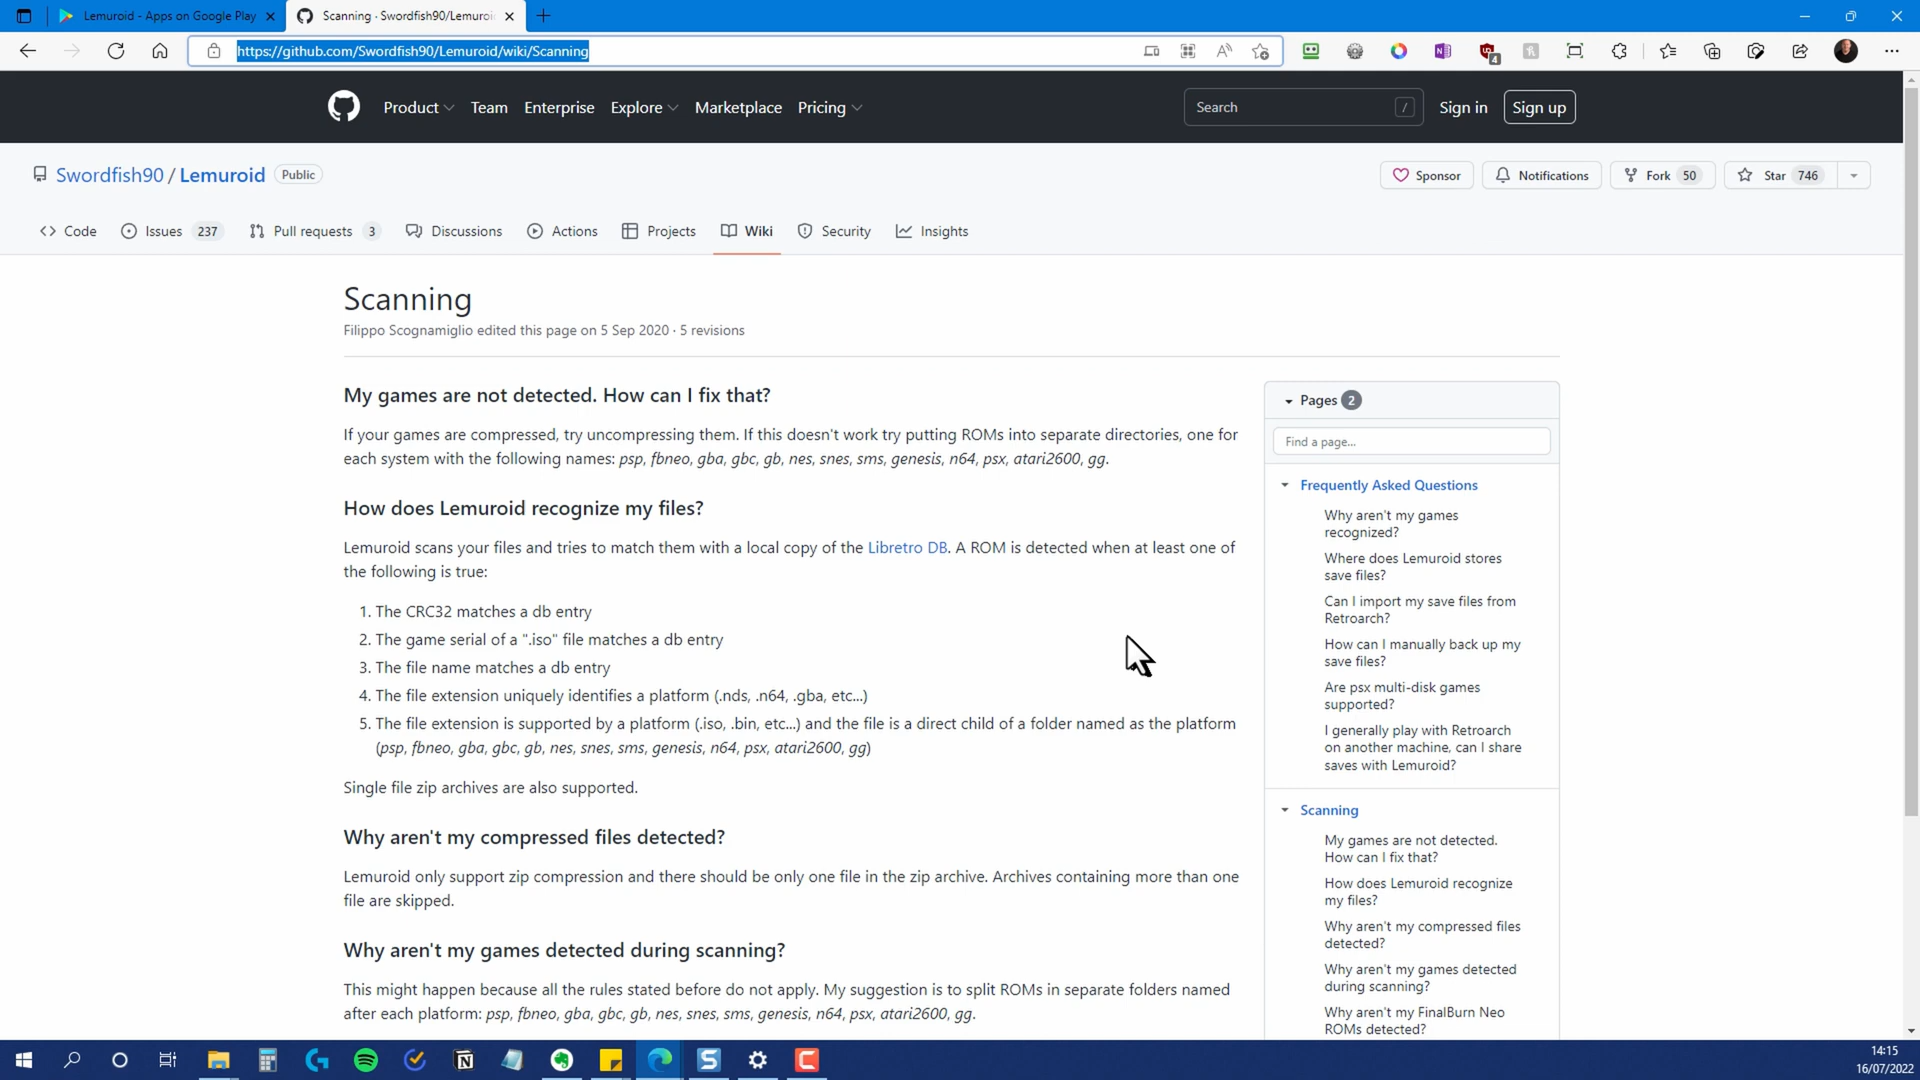 Lemuroid - Apps on Google Play
Scanning · Swordfish90/Lemuroi
https://github.com/Swordfish90/Lemuroid/wiki/Scanning
4
Product
Team
Enterprise
Explore
Marketplace
Pricing
Search
/
Sign in
Sign up
Swordfish90 / Lemuroid
Public
Sponsor
Notifications
Fork 50
Star 746
Code
Issues 237
Pull requests 3
Discussions
Actions
Projects
Wiki
Security
Insights
Scanning
Filippo Scognamiglio edited this page on 5 Sep 2020 · 5 revisions
My games are not detected. How can I fix that?
If your games are compressed, try uncompressing them. If this doesn't work try putting ROMs into separate directories, one for
each system with the following names: psp, fbneo, gba, gbc, gb, nes, snes, sms, genesis, n64, psx, atari2600, gg.
How does Lemuroid recognize my files?
Lemuroid scans your files and tries to match them with a local copy of the Libretro DB. A ROM is detected when at least one of
the following is true:
1. The CRC32 matches a db entry
2. The game serial of a ".iso" file matches a db entry
3. The file name matches a db entry
4. The file extension uniquely identifies a platform (.nds, .n64, .gba, etc...)
5. The file extension is supported by a platform (.iso, .bin, etc...) and the file is a direct child of a folder named as the platform
(psp, fbneo, gba, gbc, gb, nes, snes, sms, genesis, n64, psx, atari2600, gg)
Single file zip archives are also supported.
Why aren't my compressed files detected?
Lemuroid only support zip compression and there should be only one file in the zip archive. Archives containing more than one
file are skipped.
Why aren't my games detected during scanning?
This might happen because all the rules stated before do not apply. My suggestion is to split ROMs in separate folders named
after each platform: psp, fbneo, gba, gbc, gb, nes, snes, sms, genesis, n64, psx, atari2600, gg.
Pages 2
Find a page...
Frequently Asked Questions
Why aren't my games
recognized?
Where does Lemuroid stores
save files?
Can I import my save files from
Retroarch?
How can I manually back up my
save files?
Are psx multi-disk games
supported?
I generally play with Retroarch
on another machine, can I share
saves with Lemuroid?
Scanning
My games are not detected.
How can I fix that?
How does Lemuroid recognize
my files?
Why aren't my compressed files
detected?
Why aren't my games detected
during scanning?
Why aren't my FinalBurn Neo
ROMs detected?
14:15
16/07/2022